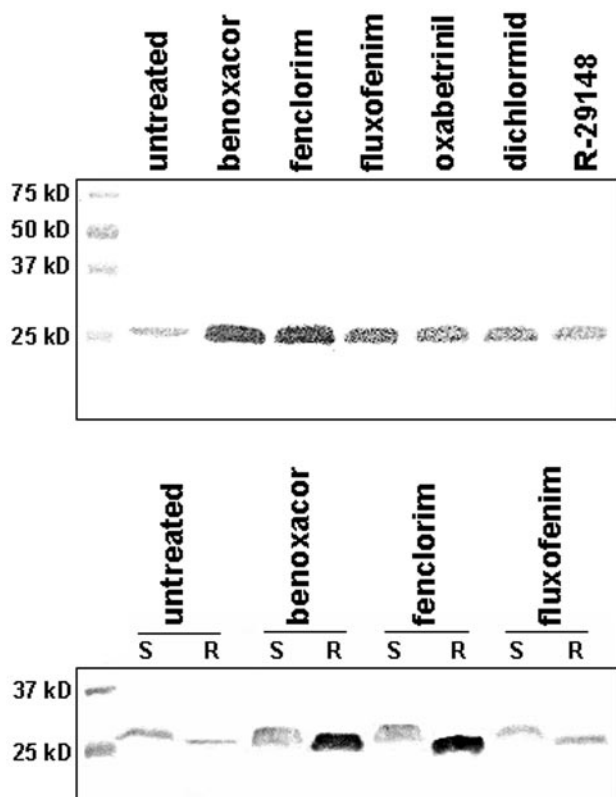 untreated benoxacor fenclorim fluxofenim oxabetrinil dichlormid R-29148
75 kD
50 kD
37 kD
25 kD
untreated benoxacor fenclorim fluxofenim
S R S R S R S R
37 kD
25 kD